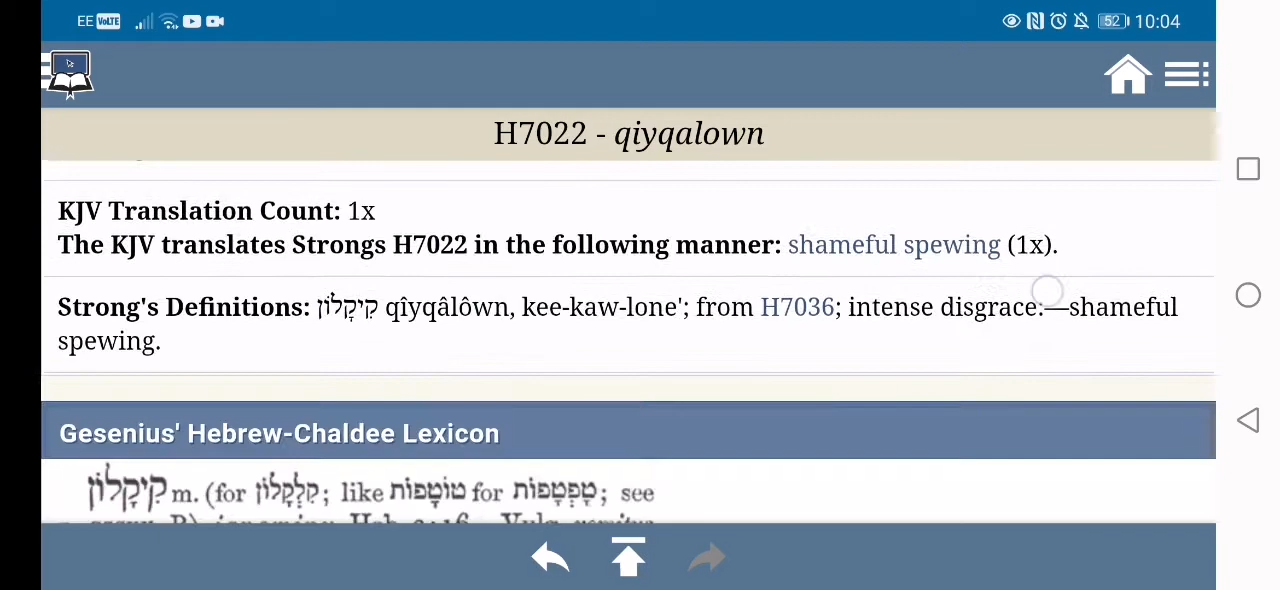 EE VoLTE 52 10:04
H7022 - qiyqalown
KJV Translation Count: 1x
The KJV translates Strongs H7022 in the following manner: shameful spewing (1x).
Strong's Definitions: קִיקָלוֹן qîyqâlôwn, kee-kaw-lone'; from H7036; intense disgrace:—shameful
spewing.
Gesenius' Hebrew-Chaldee Lexicon
קִיקָלוֹן m. (for קִלְקָלוֹן; like טוֹטָפוֹת for טָפְטָפוֹת; see